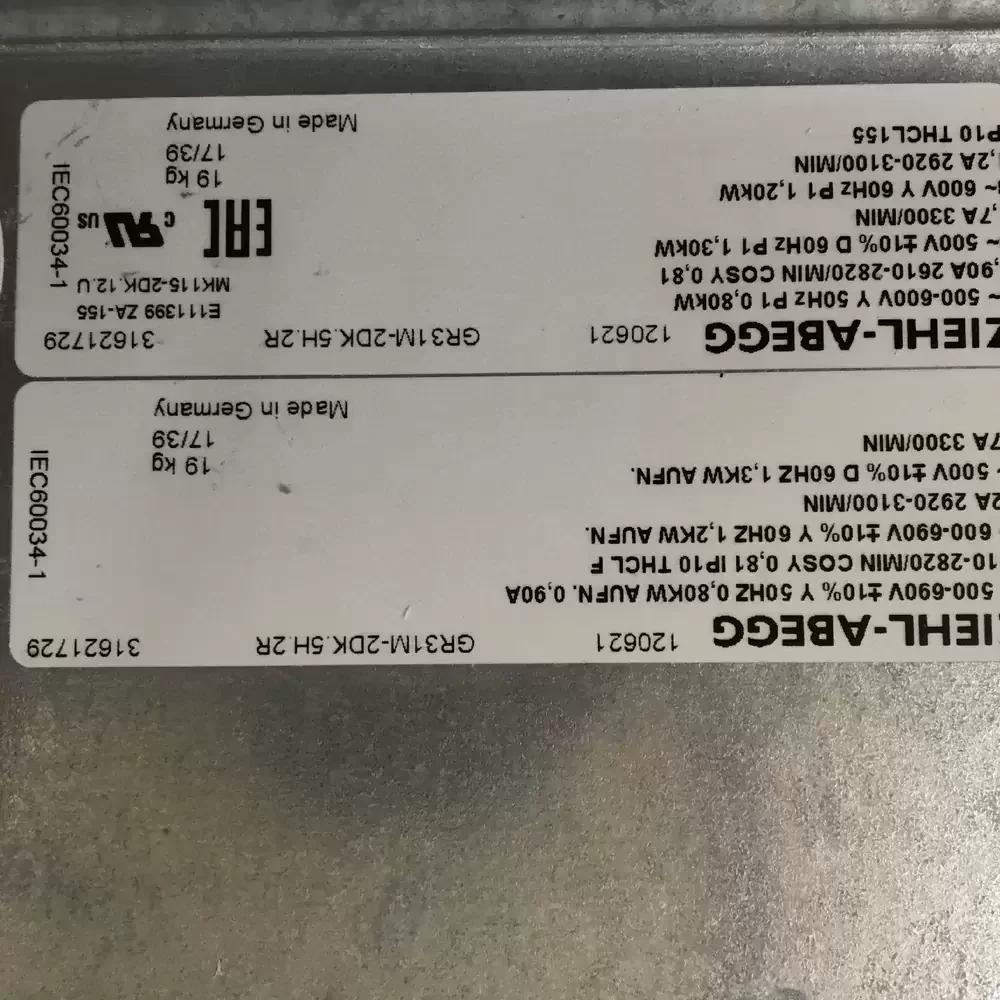 ZIEHL-ABEGG 120621 GR31M-2DK.5H.2R 31621729
500-690V ±10% Y 50HZ 0,80KW AUFN. 0,90A
10-2820/MIN COSY 0,81 IP10 THCL F
600-690V ±10% Y 60HZ 1,2KW AUFN.
2A 2920-3100/MIN
~ 500V ±10% D 60HZ 1,3KW AUFN.
7A 3300/MIN
19 kg
17/39
Made in Germany
IEC60034-1
ZIEHL-ABEGG 120621 GR31M-2DK.5H.2R 31621729
~ 500-600V Y 50Hz P1 0,80kW
,90A 2610-2820/MIN COSY 0,81
~ 500V ±10% D 60Hz P1 1,30kW
,7A 3300/MIN
~ 600V Y 60Hz P1 1,20kW
,2A 2920-3100/MIN
P10 THCL155
E111399 ZA-155
MK115-2DK.12.U
EAC
c RU us
19 kg
17/39
Made in Germany
IEC60034-1